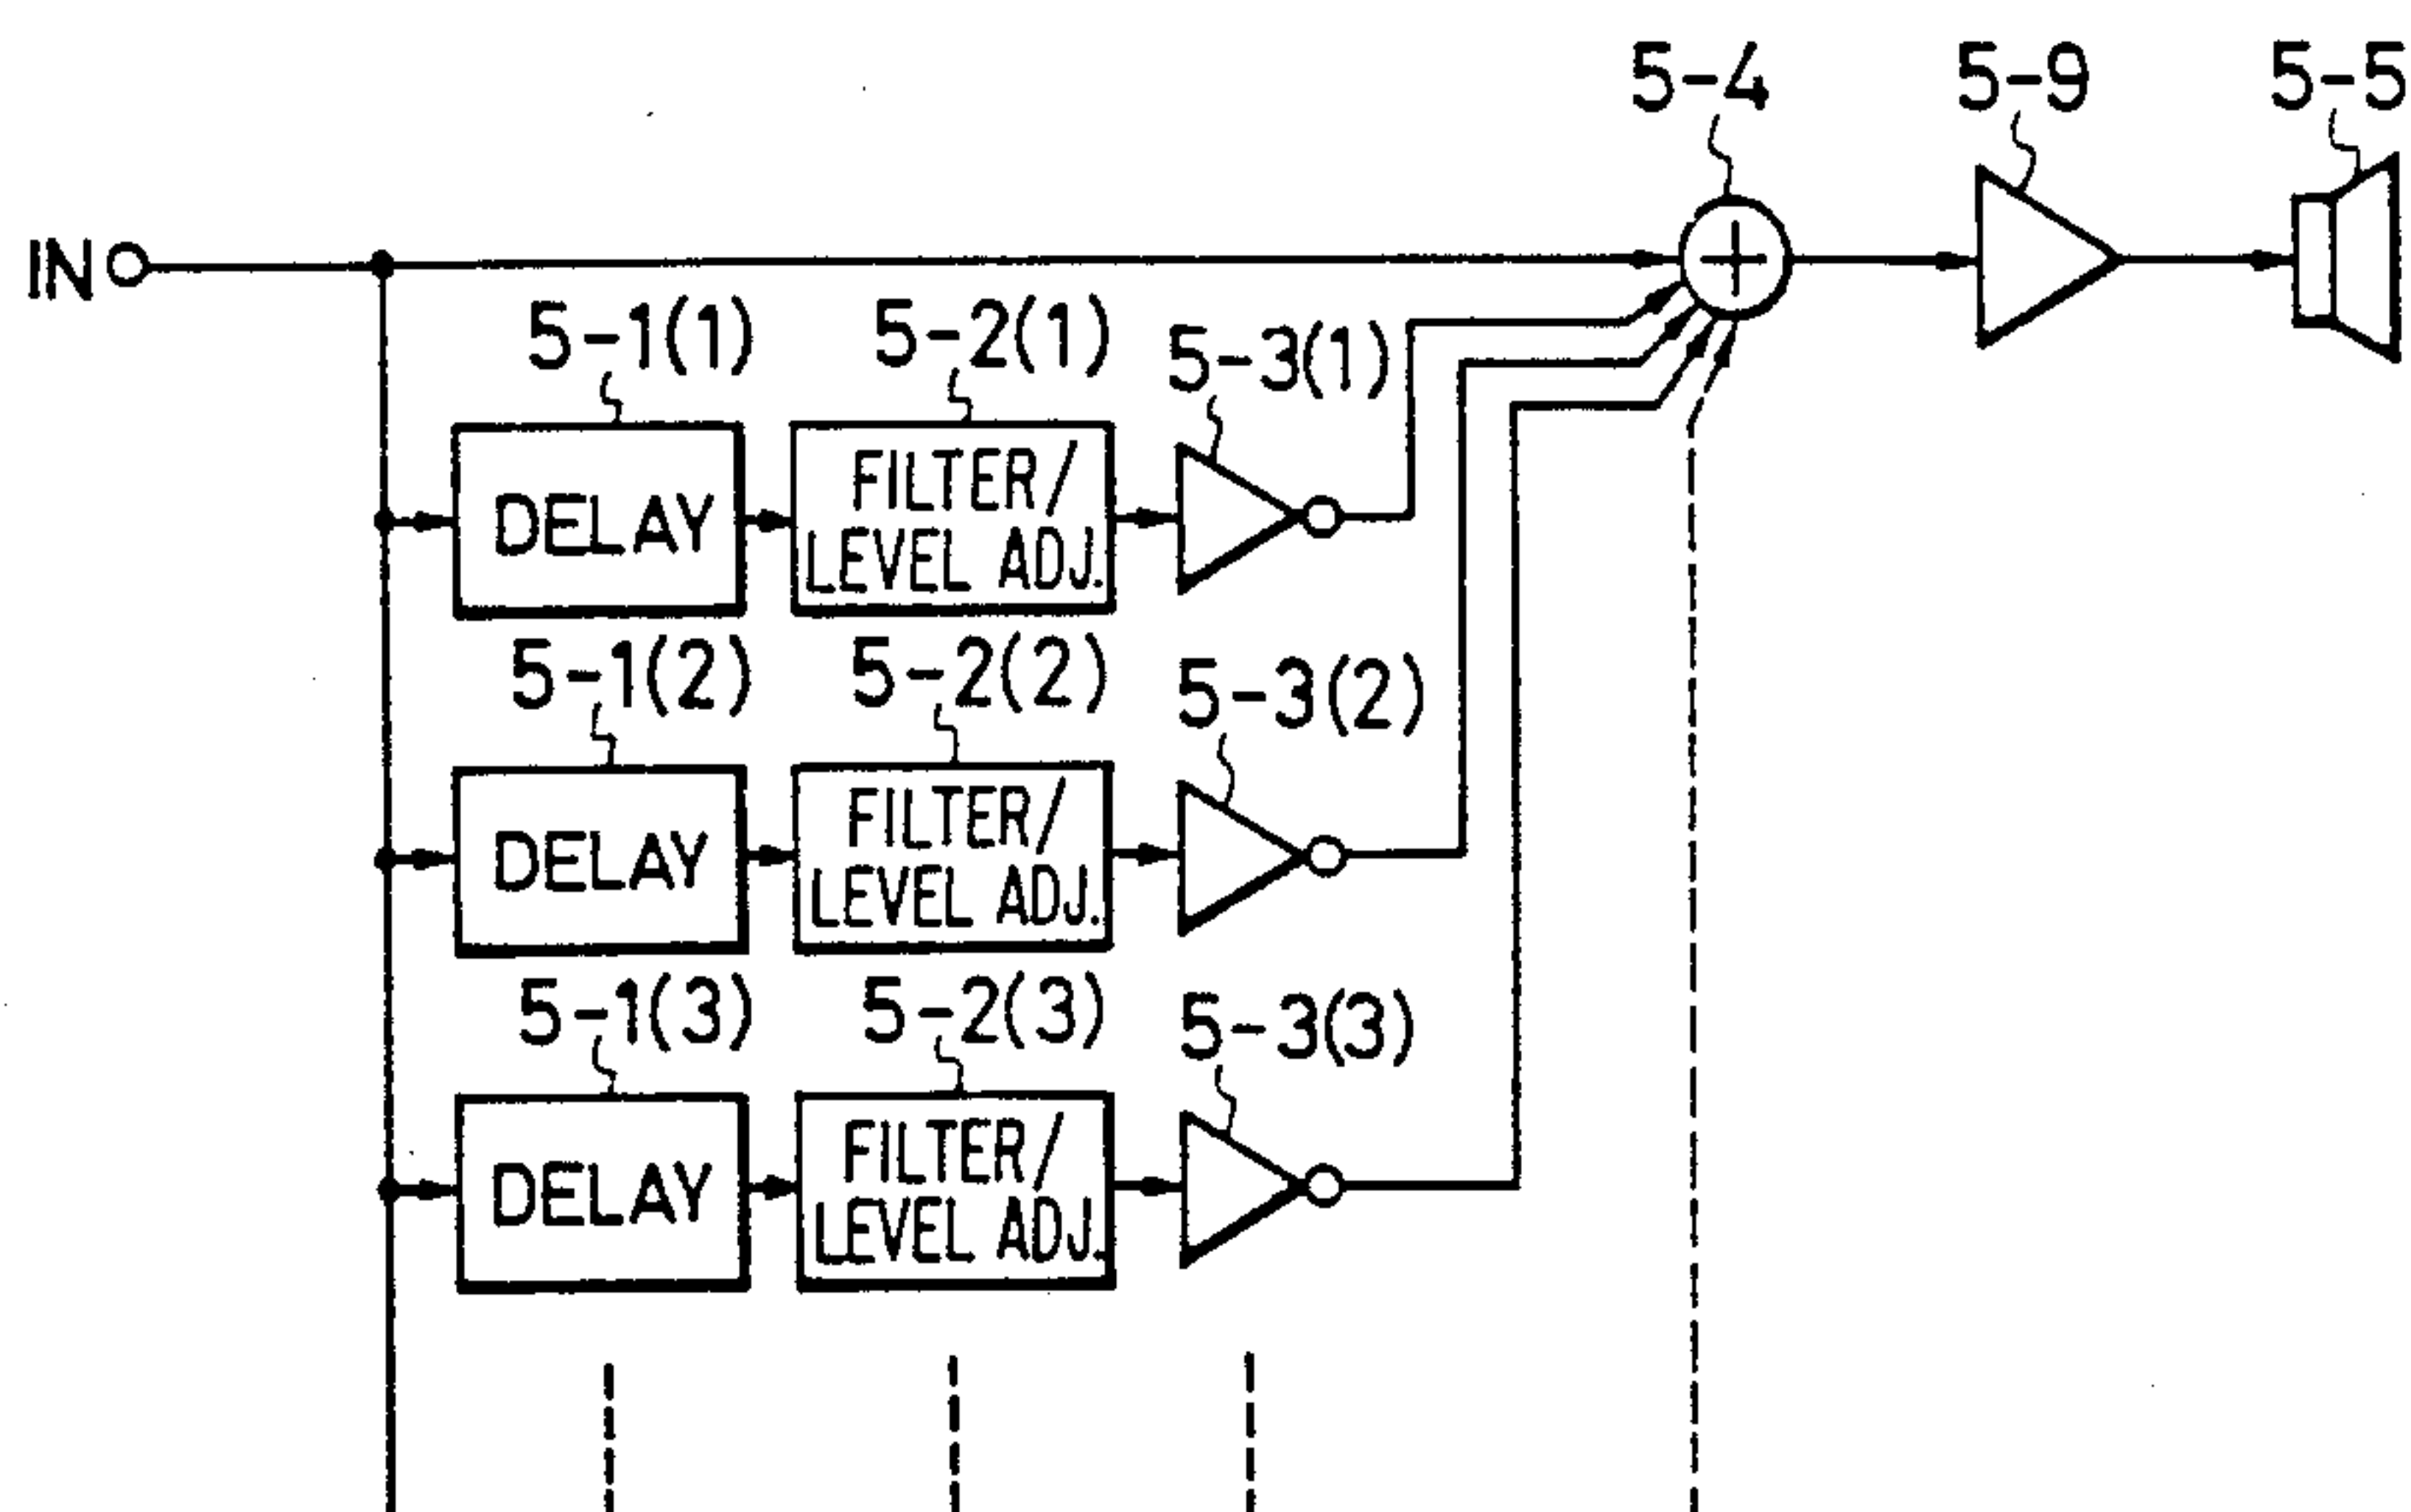 5-4 5-9 5-5
IN
5-1(1) 5-2(1) 5-3(1)
DELAY
FILTER/
LEVEL ADJ.
5-1(2) 5-2(2) 5-3(2)
DELAY
FILTER/
LEVEL ADJ.
5-1(3) 5-2(3) 5-3(3)
DELAY
FILTER/
LEVEL ADJ.